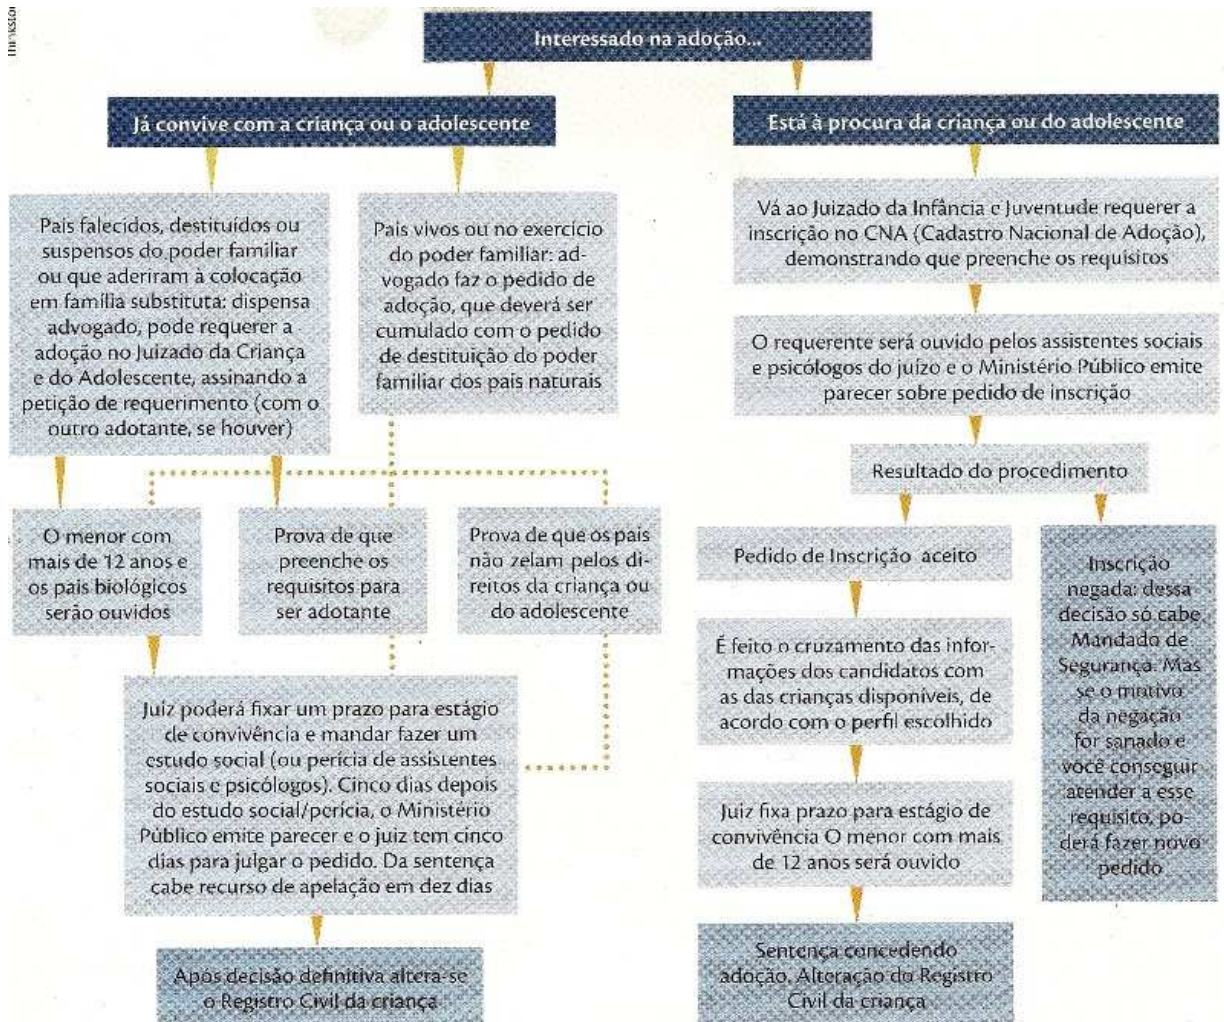 Interessado na adoção...
Já convive com a criança ou o adolescente
Está à procura da criança ou do adolescente
Pais falecidos, destituídos ou
suspensos do poder familiar
ou que aderiram à colocação
em família substituta: dispensa
advogado, pode requerer a
adoção no Juizado da Criança
e do Adolescente, assinando a
petição de requerimento (com o
outro adotante, se houver)
Pais vivos ou no exercício
do poder familiar: ad-
vogado faz o pedido de
adoção, que deverá ser
cumulado com o pedido
de destituição do poder
familiar dos pais naturais
Vá ao Juizado da Infância e Juventude requerer a
inscrição no CNA (Cadastro Nacional de Adoção),
demonstrando que preenche os requisitos
O requerente será ouvido pelos assistentes sociais
e psicólogos do juízo e o Ministério Público emite
parecer sobre pedido de inscrição
Resultado do procedimento
O menor com
mais de 12 anos e
os pais biológicos
serão ouvidos
Prova de que
preenche os
requisitos para
ser adotante
Prova de que os pais
não zelam pelos di-
reitos da criança ou
do adolescente
Pedido de Inscrição aceito
Inscrição
negada: dessa
decisão só cabe
Mandado de
Segurança. Mas
se o motivo
da negação
for sanado e
você conseguir
atender a esse
requisito, po-
derá fazer novo
pedido
É feito o cruzamento das infor-
mações dos candidatos com
as das crianças disponíveis, de
acordo com o perfil escolhido
Juiz poderá fixar um prazo para estágio
de convivência e mandar fazer um
estudo social (ou perícia de assistentes
sociais e psicólogos). Cinco dias depois
do estudo social/perícia, o Ministério
Público emite parecer e o juiz tem cinco
dias para julgar o pedido. Da sentença
cabe recurso de apelação em dez dias
Juiz fixa prazo para estágio de
convivência O menor com mais
de 12 anos será ouvido
Após decisão definitiva altera-se
o Registro Civil da criança
Sentença concedendo
adoção. Alteração do Registro
Civil da criança